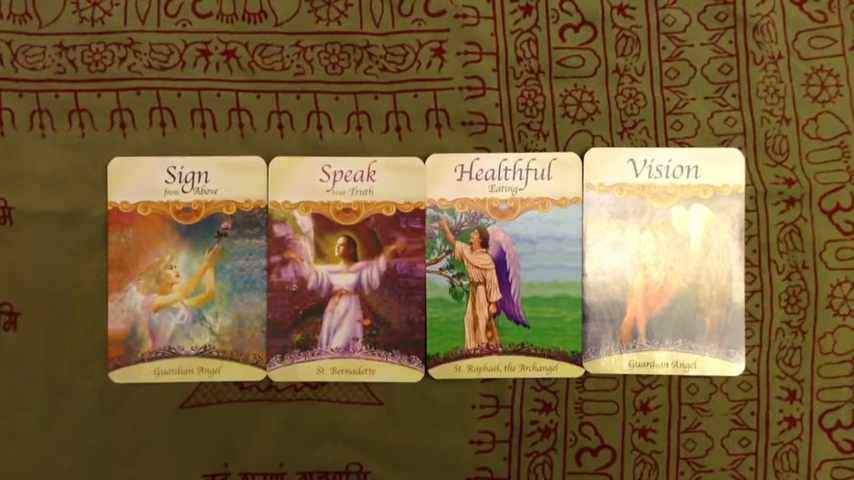 Sign
from Above
Guardian Angel
Speak
Your Truth
St. Bernadette
Healthful
Eating
St. Raphael, the Archangel
Vision
Guardian Angel